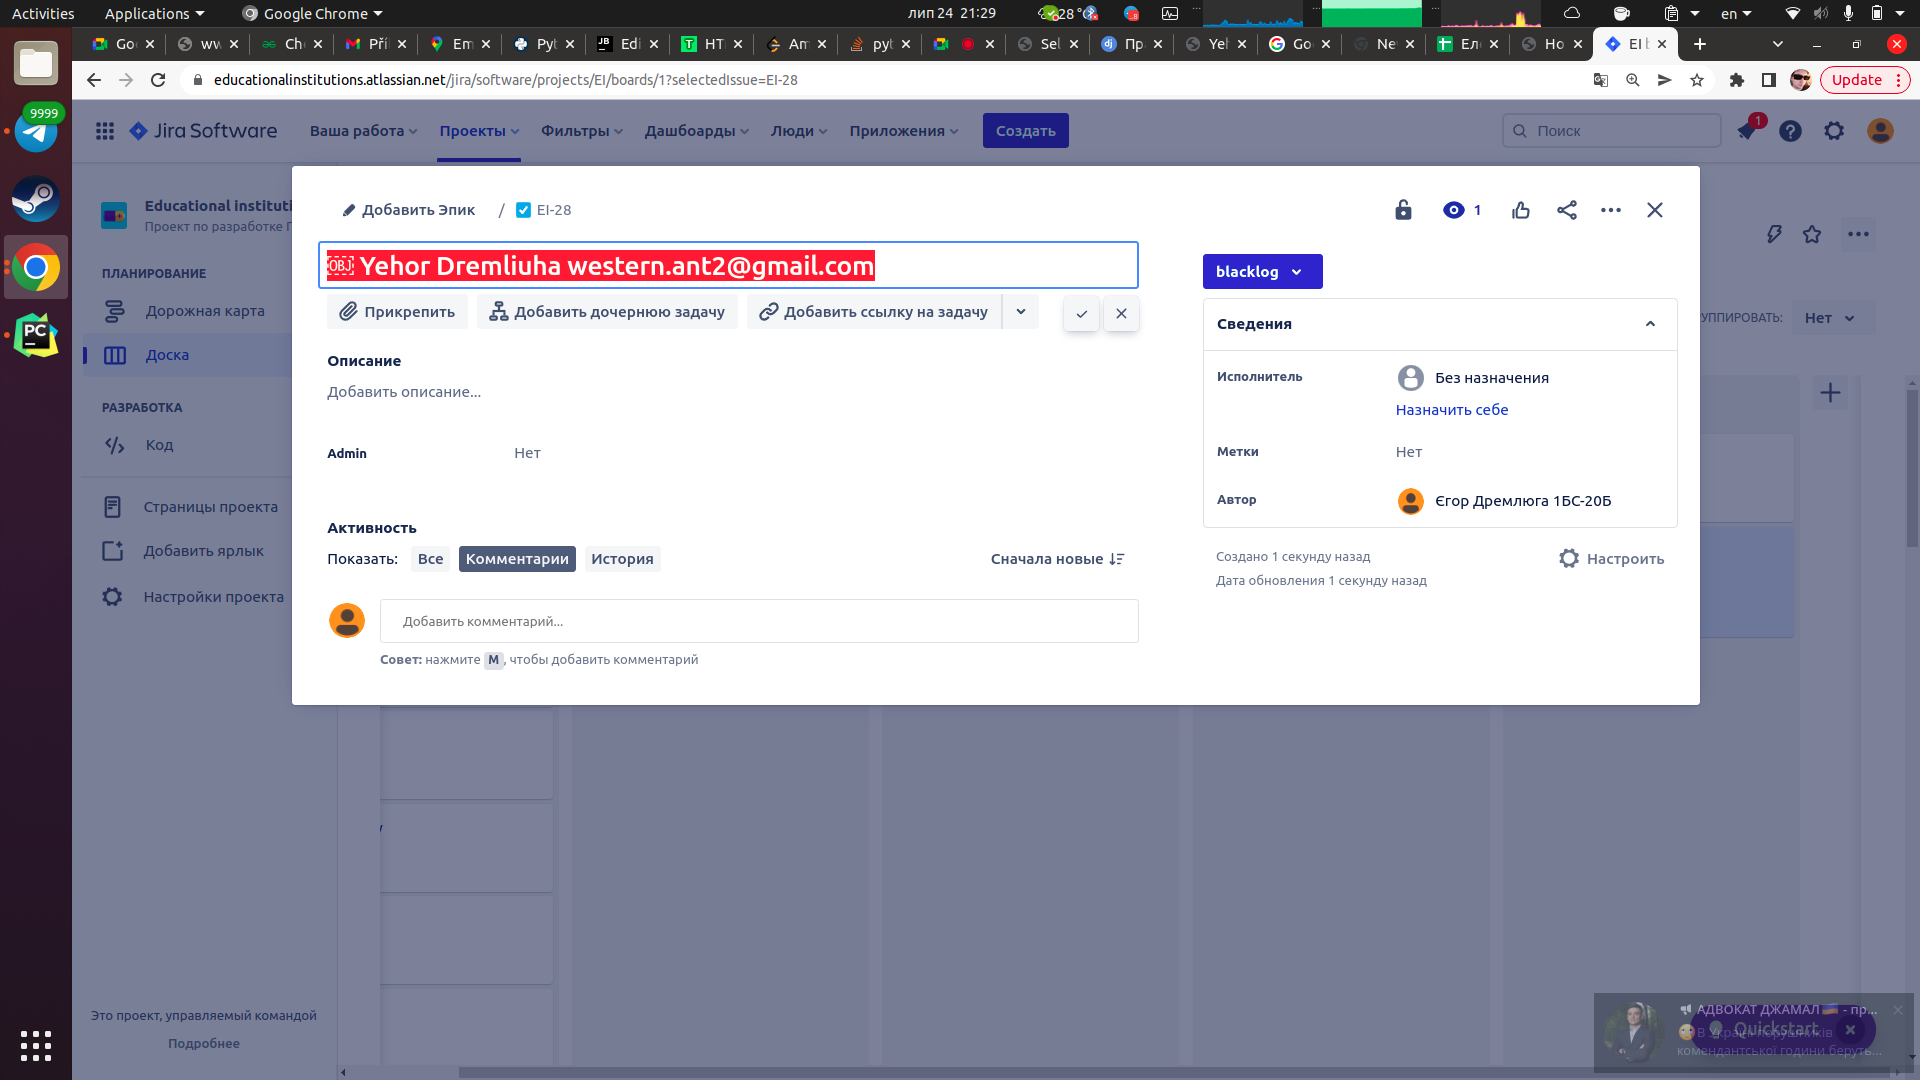 Activities Applications Google Chrome лип 24 21:29 28 °C en
9999
Go ww Ch Прі Em Pyt Edi HT An pyt Sel Пр Yeh Go Ne Ел Ho EI b
educationalinstitutions.atlassian.net/jira/software/projects/EI/boards/1?selectedIssue=EI-28 Update
Jira Software Ваша работа Проекты Фильтры Дашбоарды Люди Приложения Создать Поиск 1
Educational instituti
Проект по разработке П
ПЛАНИРОВАНИЕ
Дорожная карта
Доска
РАЗРАБОТКА
Код
Страницы проекта
Добавить ярлык
Настройки проекта
Это проект, управляемый командой
Подробнее
Добавить Эпик / EI-28 1
OBJ Yehor Dremliuha western.ant2@gmail.com
Прикрепить Добавить дочернюю задачу Добавить ссылку на задачу
Описание
Добавить описание...
Admin Нет
Активность
Показать: Все Комментарии История Сначала новые
Добавить комментарий...
Совет: нажмите M, чтобы добавить комментарий
blacklog
Сведения
Исполнитель Без назначения
Назначить себе
Метки Нет
Автор Єгор Дремлюга 1БС-20Б
Создано 1 секунду назад
Дата обновления 1 секунду назад
Настроить
УППИРОВАТЬ: Нет
АДВОКАТ ДЖАМАЛ - пр...
В Україні порушників
комендантської години беруть...
Quickstart